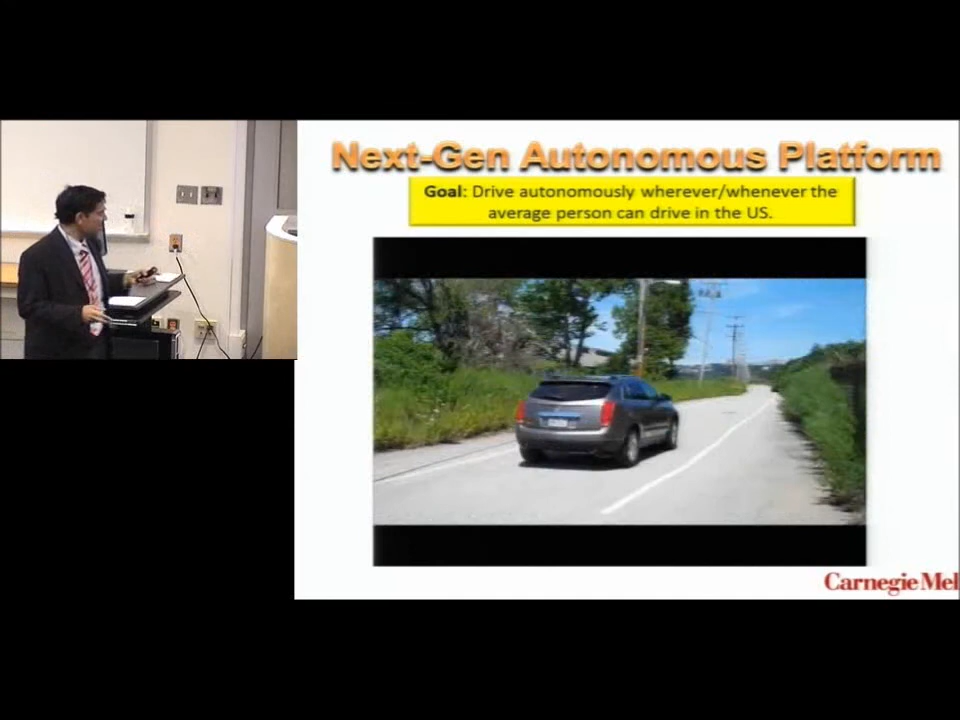 Next-Gen Autonomous Platform
Goal: Drive autonomously wherever/whenever the
average person can drive in the US.
Carnegie Mel